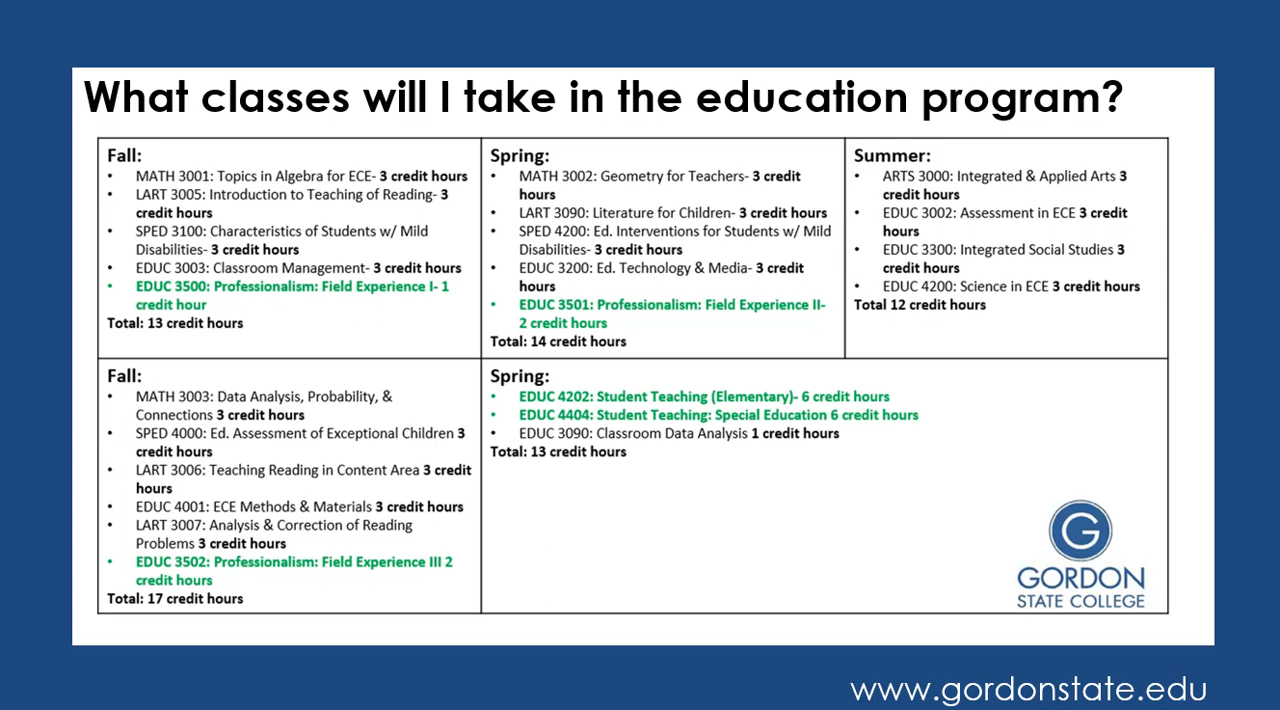 What classes will I take in the education program?
Fall:
• MATH 3001: Topics in Algebra for ECE- 3 credit hours
• LART 3005: Introduction to Teaching of Reading- 3
credit hours
• SPED 3100: Characteristics of Students w/ Mild
Disabilities- 3 credit hours
• EDUC 3003: Classroom Management- 3 credit hours
• EDUC 3500: Professionalism: Field Experience I- 1
credit hour
Total: 13 credit hours
Spring:
• MATH 3002: Geometry for Teachers- 3 credit
hours
• LART 3090: Literature for Children- 3 credit hours
• SPED 4200: Ed. Interventions for Students w/ Mild
Disabilities- 3 credit hours
• EDUC 3200: Ed. Technology & Media- 3 credit
hours
• EDUC 3501: Professionalism: Field Experience II-
2 credit hours
Total: 14 credit hours
Summer:
• ARTS 3000: Integrated & Applied Arts 3
credit hours
• EDUC 3002: Assessment in ECE 3 credit
hours
• EDUC 3300: Integrated Social Studies 3
credit hours
• EDUC 4200: Science in ECE 3 credit hours
Total 12 credit hours
Fall:
• MATH 3003: Data Analysis, Probability, &
Connections 3 credit hours
• SPED 4000: Ed. Assessment of Exceptional Children 3
credit hours
• LART 3006: Teaching Reading in Content Area 3 credit
hours
• EDUC 4001: ECE Methods & Materials 3 credit hours
• LART 3007: Analysis & Correction of Reading
Problems 3 credit hours
• EDUC 3502: Professionalism: Field Experience III 2
credit hours
Total: 17 credit hours
Spring:
• EDUC 4202: Student Teaching (Elementary)- 6 credit hours
• EDUC 4404: Student Teaching: Special Education 6 credit hours
• EDUC 3090: Classroom Data Analysis 1 credit hours
Total: 13 credit hours
G
GORDON
STATE COLLEGE
www.gordonstate.edu